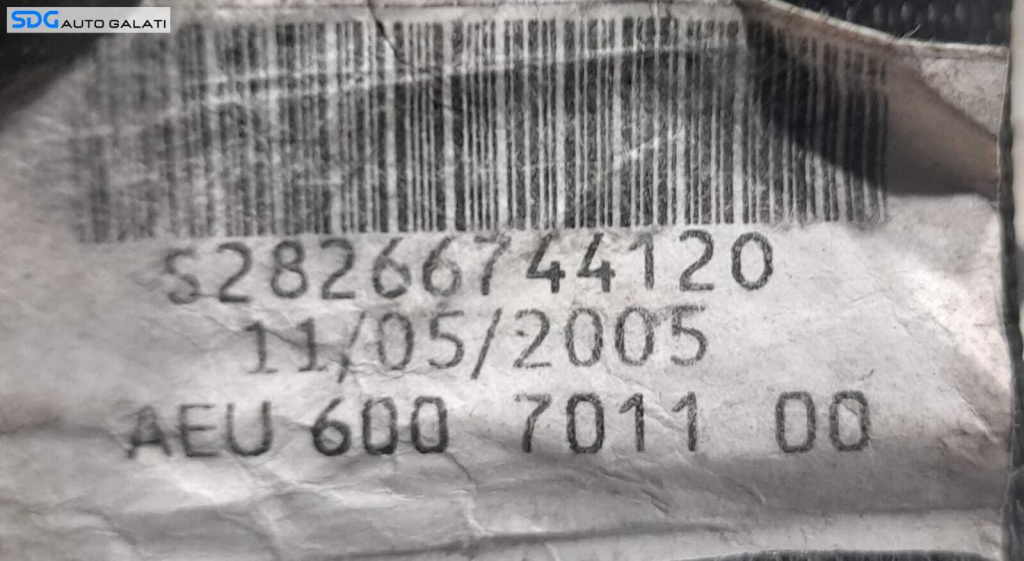 SDG AUTO GALATI
S28266744120
11/05/2005
AEU 600 7011 00